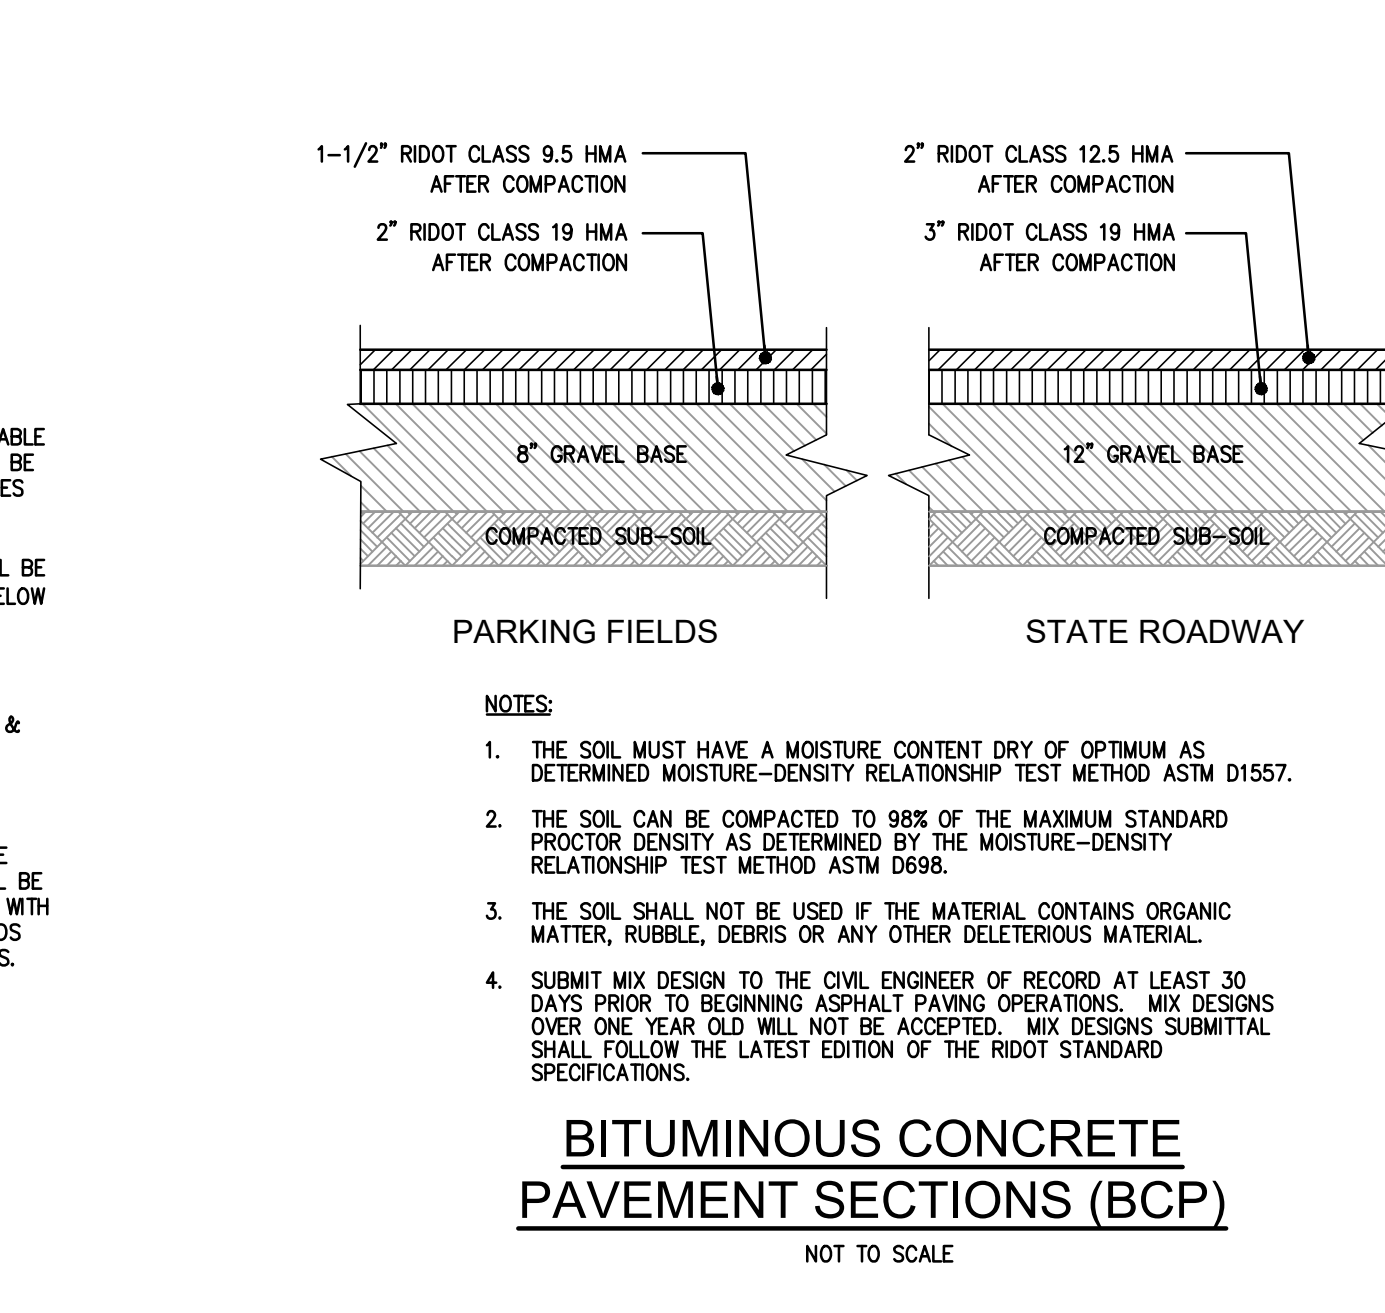 1-1/2" RIDOT CLASS 9.5 HMA
AFTER COMPACTION
2" RIDOT CLASS 19 HMA
AFTER COMPACTION
2" RIDOT CLASS 12.5 HMA
AFTER COMPACTION
3" RIDOT CLASS 19 HMA
AFTER COMPACTION
8" GRAVEL BASE
COMPACTED SUB-SOIL
12" GRAVEL BASE
COMPACTED SUB-SOIL
PARKING FIELDS
STATE ROADWAY
BE
L BE
&
L BE
WITH
NOTES:
1. THE SOIL MUST HAVE A MOISTURE CONTENT DRY OF OPTIMUM AS
DETERMINED MOISTURE-DENSITY RELATIONSHIP TEST METHOD ASTM D1557.
2. THE SOIL CAN BE COMPACTED TO 98% OF THE MAXIMUM STANDARD
PROCTOR DENSITY AS DETERMINED BY THE MOISTURE-DENSITY
RELATIONSHIP TEST METHOD ASTM D698.
3. THE SOIL SHALL NOT BE USED IF THE MATERIAL CONTAINS ORGANIC
MATTER, RUBBLE, DEBRIS OR ANY OTHER DELETERIOUS MATERIAL.
4. SUBMIT MIX DESIGN TO THE CIVIL ENGINEER OF RECORD AT LEAST 30
DAYS PRIOR TO BEGINNING ASPHALT PAVING OPERATIONS. MIX DESIGNS
OVER ONE YEAR OLD WILL NOT BE ACCEPTED. MIX DESIGNS SUBMITTAL
SHALL FOLLOW THE LATEST EDITION OF THE RIDOT STANDARD
SPECIFICATIONS.
BITUMINOUS CONCRETE
PAVEMENT SECTIONS (BCP)
NOT TO SCALE